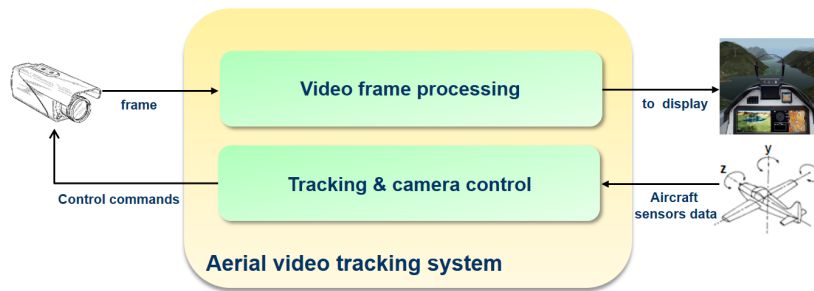 Video frame processing
frame
to display
Tracking & camera control
y
z
Control commands
Aircraft
sensors data
Aerial video tracking system